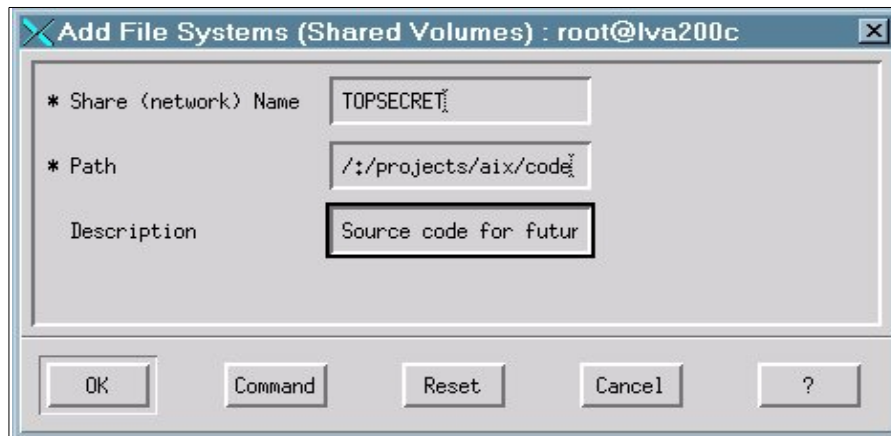 Add File Systems (Shared Volumes) : root@lva200c
* Share (network) Name TOPSECRET
* Path /:/projects/aix/code
Description Source code for futur
OK Command Reset Cancel ?